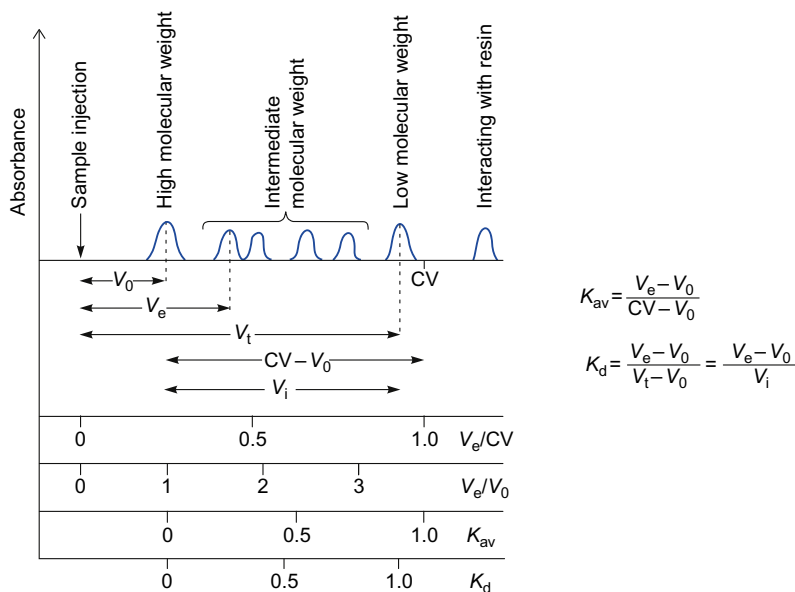 Absorbance
Sample injection
High molecular weight
Intermediate
molecular weight
Low molecular weight
Interacting with resin
V0
CV
Ve
Vt
CV – V0
Vi
Kav = Ve – V0 / CV – V0
Kd = Ve – V0 / Vt – V0 = Ve – V0 / Vi
0 0.5 1.0 Ve/CV
0 1 2 3 Ve/V0
0 0.5 1.0 Kav
0 0.5 1.0 Kd